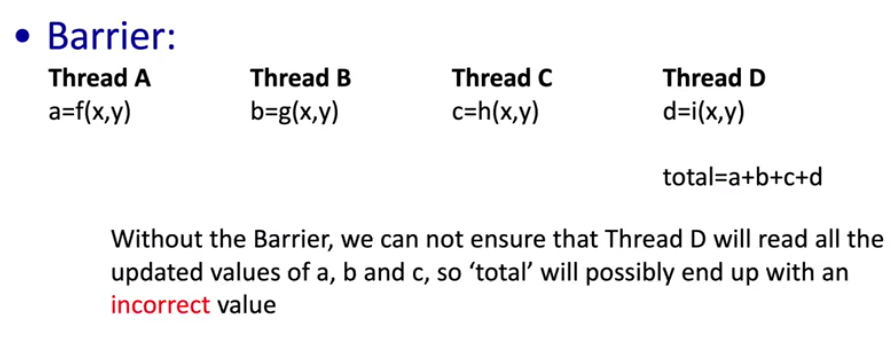 • Barrier:
Thread A Thread B Thread C Thread D
a=f(x,y) b=g(x,y) c=h(x,y) d=i(x,y)
total=a+b+c+d
Without the Barrier, we can not ensure that Thread D will read all the
updated values of a, b and c, so ‘total’ will possibly end up with an
incorrect value